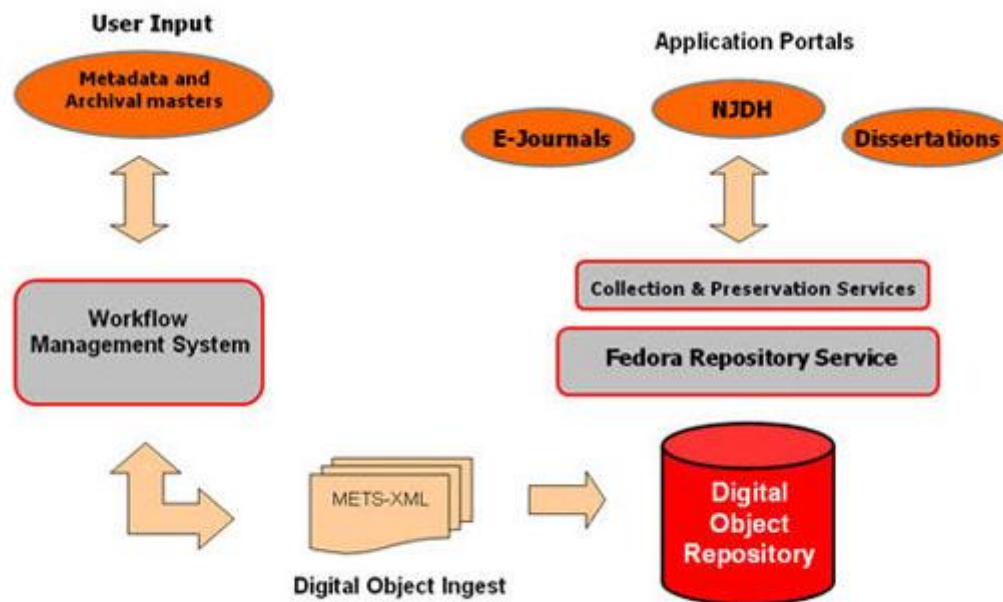 User Input
Metadata and
Archival masters
Application Portals
E-Journals
NJDH
Dissertations
Workflow
Management System
Collection & Preservation Services
Fedora Repository Service
METS-XML
Digital Object Ingest
Digital
Object
Repository